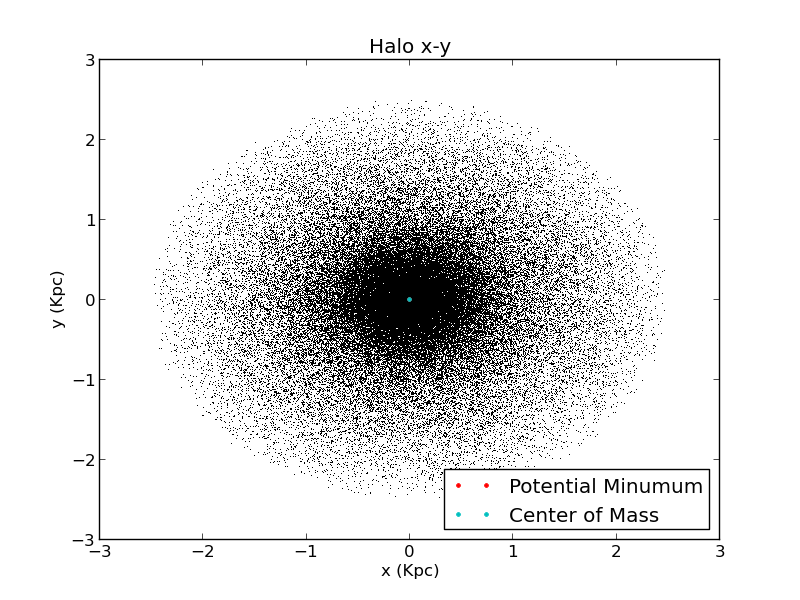 Halo x-y
3
2
1
0
−1
−2
−3
y (Kpc)
Potential Minumum
Center of Mass
−3
−2
−1
0
1
2
3
x (Kpc)